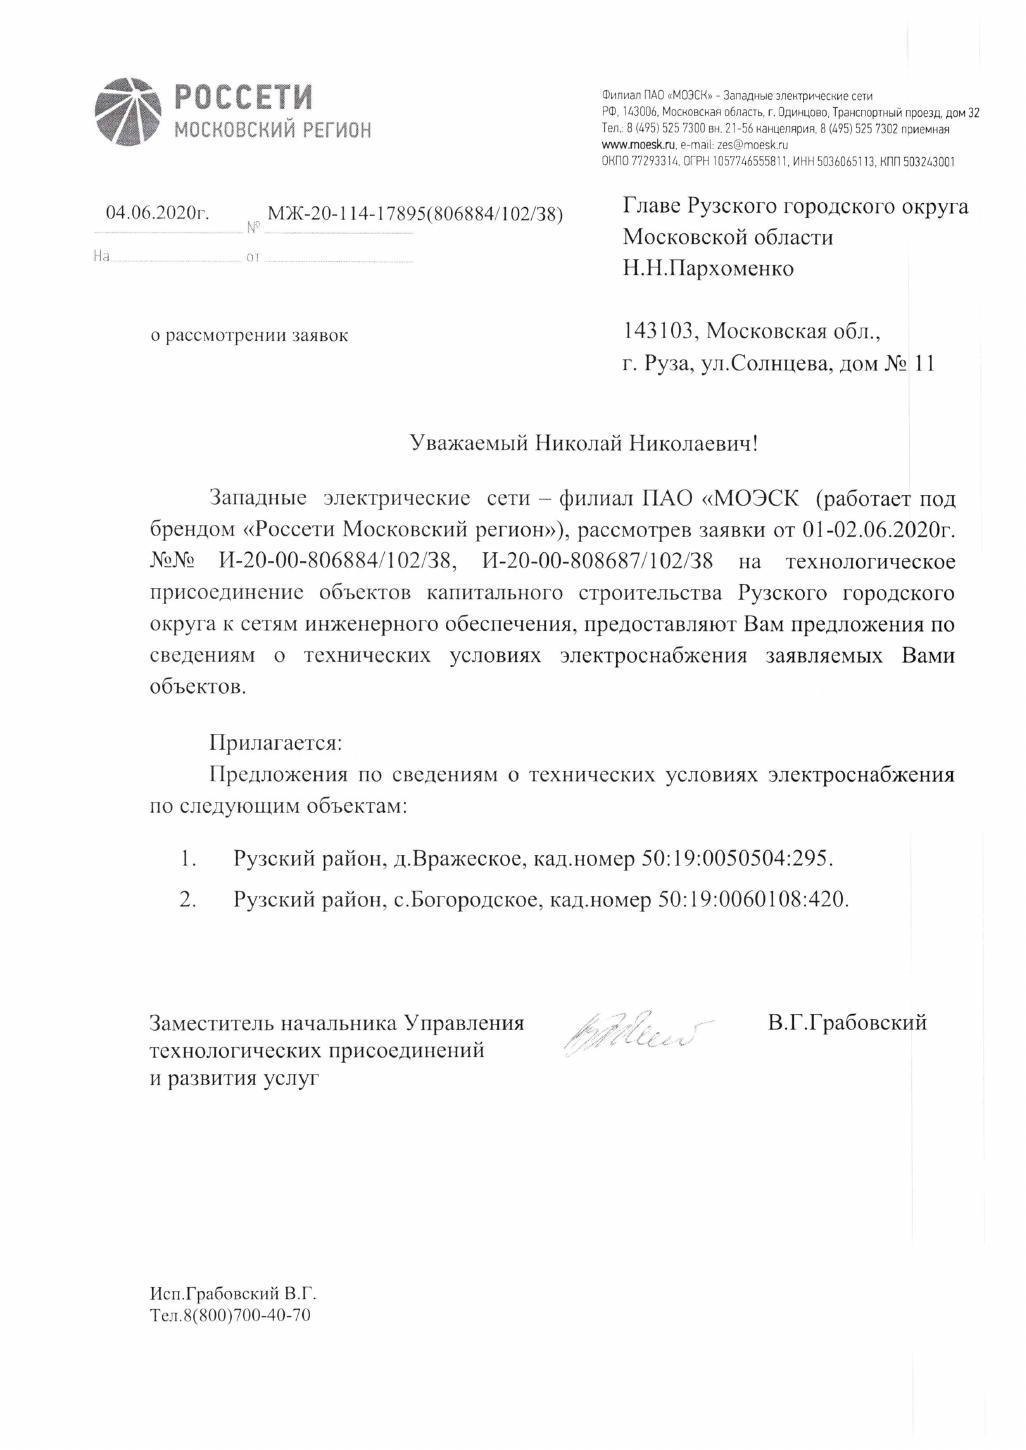 РОССЕТИ
МОСКОВСКИЙ РЕГИОН
Филиал ПАО «МОЭСК» - Западные электрические сети
РФ, 143006, Московская область, г. Одинцово, Транспортный проезд, дом 32
Тел.: 8 (495) 525 7300 вн. 21-56 канцелярия, 8 (495) 525 7302 приемная
www.moesk.ru, e-mail: zes@moesk.ru
ОКПО 77293314, ОГРН 1057746555811, ИНН 5036065113, КПП 503243001
04.06.2020г. № МЖ-20-114-17895(806884/102/38)
На от
Главе Рузского городского округа
Московской области
Н.Н.Пархоменко
о рассмотрении заявок
143103, Московская обл.,
г. Руза, ул.Солнцева, дом № 11
Уважаемый Николай Николаевич!
Западные электрические сети – филиал ПАО «МОЭСК (работает под
брендом «Россети Московский регион»), рассмотрев заявки от 01-02.06.2020г.
№№ И-20-00-806884/102/38, И-20-00-808687/102/38 на технологическое
присоединение объектов капитального строительства Рузского городского
округа к сетям инженерного обеспечения, предоставляют Вам предложения по
сведениям о технических условиях электроснабжения заявляемых Вами
объектов.
Прилагается:
Предложения по сведениям о технических условиях электроснабжения
по следующим объектам:
1. Рузский район, д.Вражеское, кад.номер 50:19:0050504:295.
2. Рузский район, с.Богородское, кад.номер 50:19:0060108:420.
Заместитель начальника Управления
технологических присоединений
и развития услуг
В.Г.Грабовский
Исп.Грабовский В.Г.
Тел.8(800)700-40-70